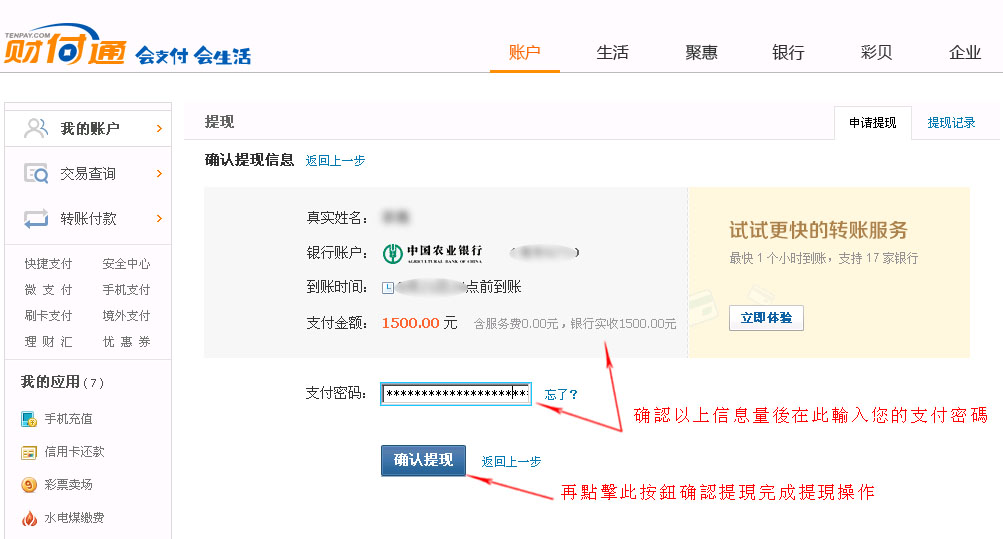 TENPAY.COM
财付通 会支付 会生活
账户 生活 聚惠 银行 彩贝 企业
我的账户
交易查询
转账付款
快捷支付 安全中心
微 支 付 手机支付
刷卡支付 境外支付
理 财 汇 优 惠 券
我的应用(7)
手机充值
信用卡还款
彩票卖场
水电煤缴费
提现 申请提现 提现记录
确认提现信息 返回上一步
真实姓名：
银行账户： 中国农业银行
AGRICULTURAL BANK OF CHINA
到账时间： 点前到账
支付金额： 1500.00 元 含服务费0.00元，银行实收1500.00元
试试更快的转账服务
最快 1 个小时到账，支持 17 家银行
立即体验
支付密码： ******************** 忘了?
确认以上信息量後在此輸入您的支付密碼
确认提现 返回上一步
再點擊此按鈕确認提現完成提現操作